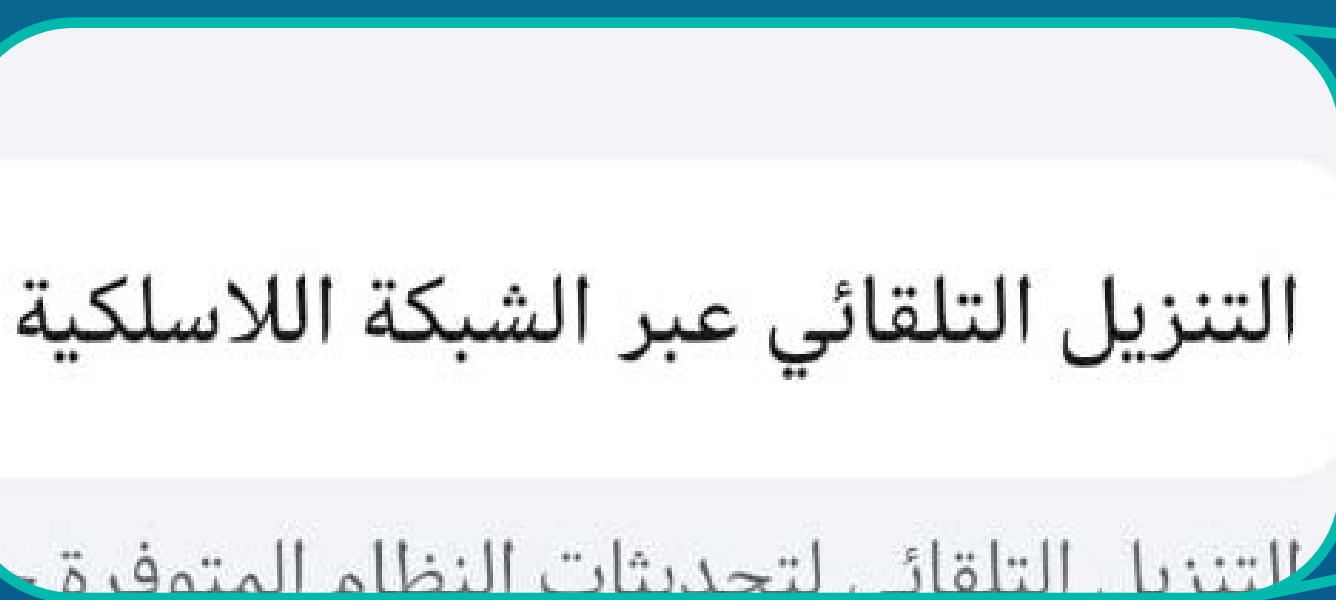 التنزيل التلقائي عبر الشبكة اللاسلكية
التنزيل التلقائي لتحديثات النظام المتوفرة